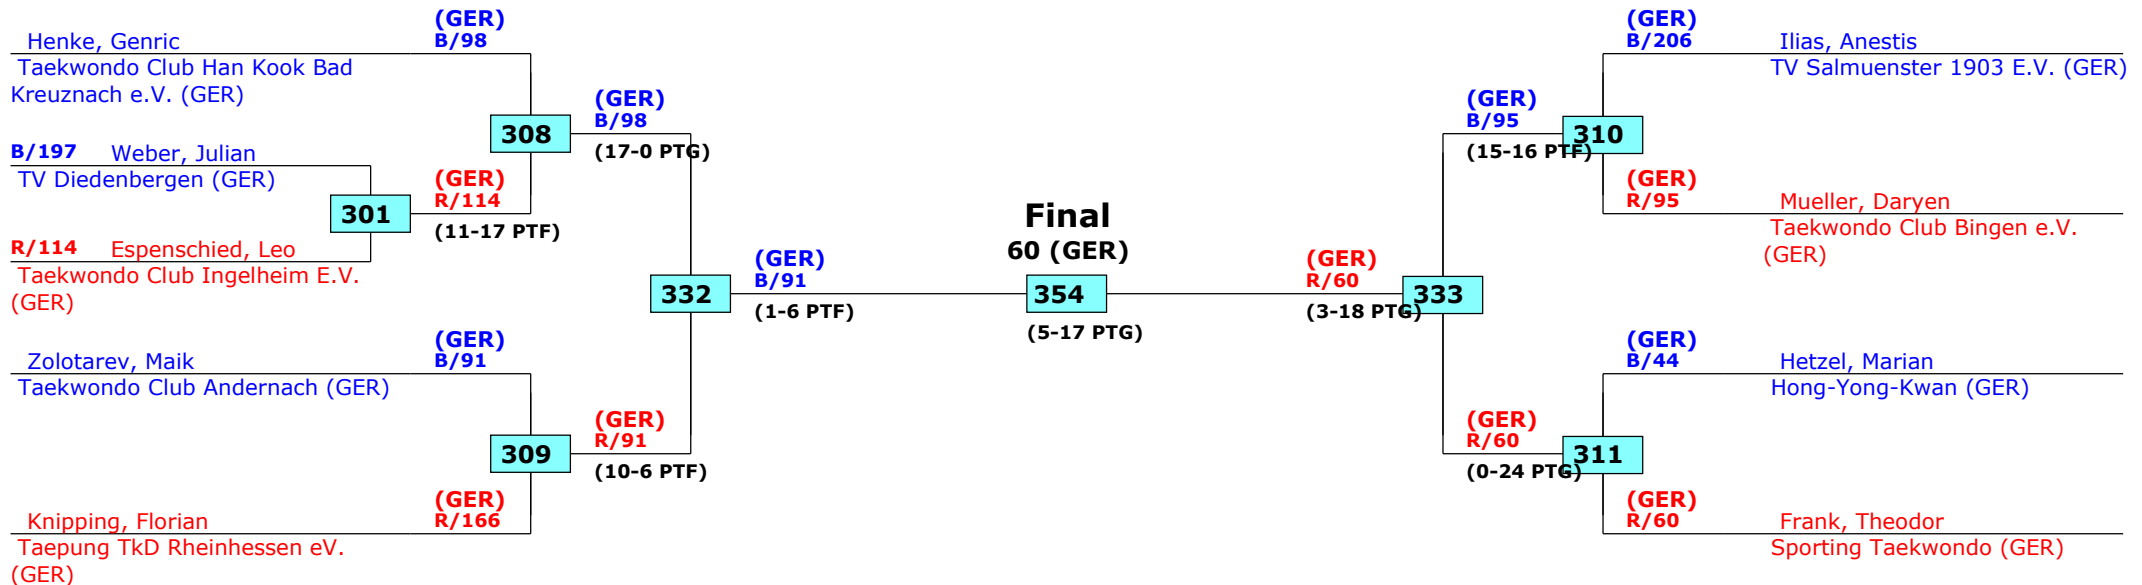 (GER)
B/98
Henke, Genric
Taekwondo Club Han Kook Bad
Kreuznach e.V. (GER)
308
(GER)
B/98
(17-0 PTG)
B/197 Weber, Julian
TV Diedenbergen (GER)
301
(GER)
R/114
(11-17 PTF)
R/114 Espenschied, Leo
Taekwondo Club Ingelheim E.V.
(GER)
332
(GER)
B/91
(1-6 PTF)
(GER)
B/91
Zolotarev, Maik
Taekwondo Club Andernach (GER)
309
(GER)
R/91
(10-6 PTF)
(GER)
R/166
Knipping, Florian
Taepung TkD Rheinhessen eV.
(GER)
Final
60 (GER)
354
(5-17 PTG)
(GER)
R/60
(3-18 PTG)
333
(GER)
B/206
Ilias, Anestis
TV Salmuenster 1903 E.V. (GER)
(GER)
B/95
(15-16 PTF)
310
(GER)
R/95
Mueller, Daryen
Taekwondo Club Bingen e.V.
(GER)
(GER)
B/44
Hetzel, Marian
Hong-Yong-Kwan (GER)
(GER)
R/60
(0-24 PTG)
311
(GER)
R/60
Frank, Theodor
Sporting Taekwondo (GER)